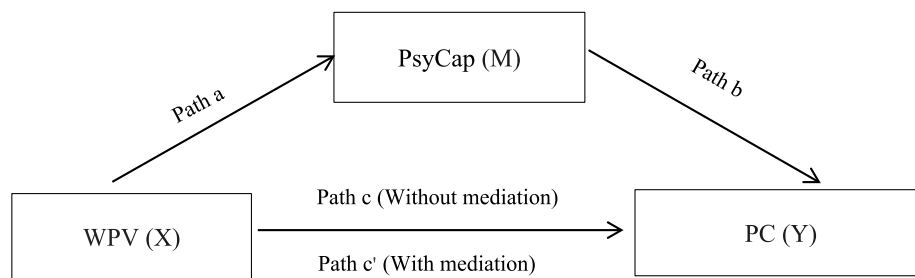 PsyCap (M)
Path a
Path b
Path c (Without mediation)
WPV (X)
PC (Y)
Path c' (With mediation)